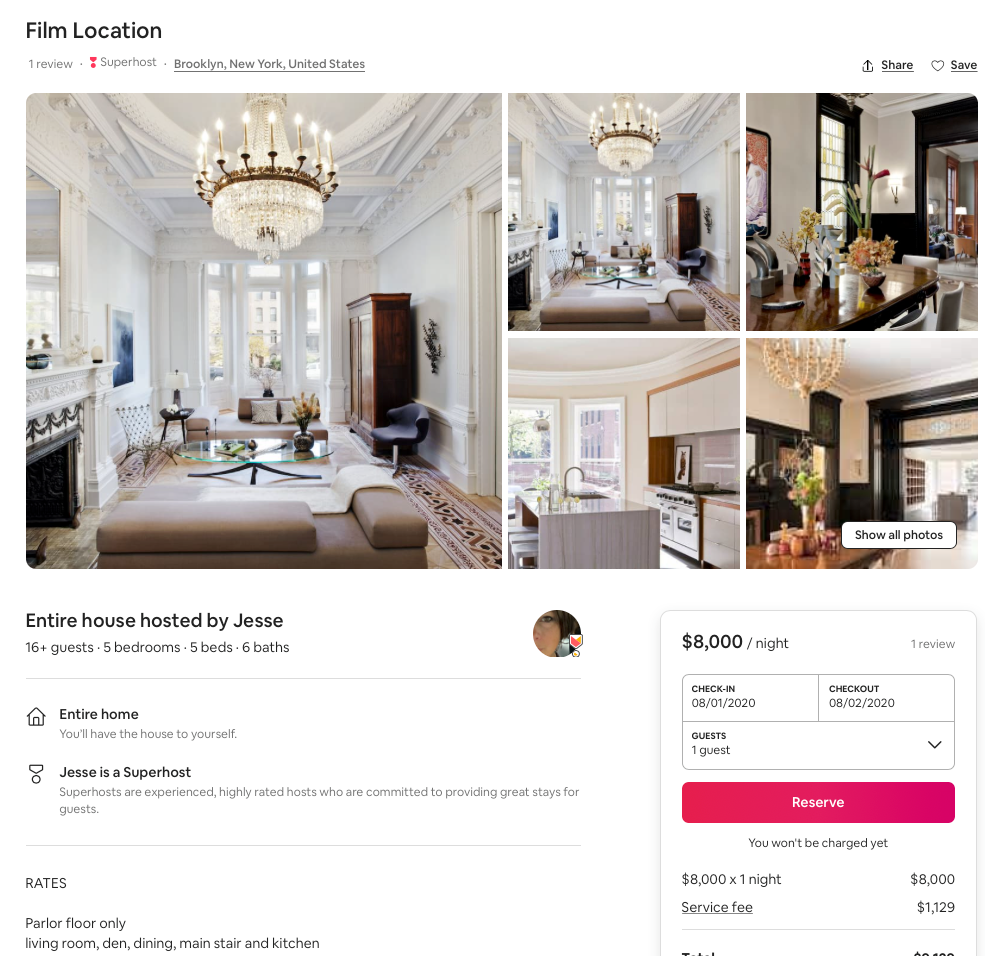 Film Location
1 review · Superhost · Brooklyn, New York, United States
Share Save
Show all photos
Entire house hosted by Jesse
16+ guests · 5 bedrooms · 5 beds · 6 baths
Entire home
You'll have the house to yourself.
Jesse is a Superhost
Superhosts are experienced, highly rated hosts who are committed to providing great stays for
guests.
RATES
Parlor floor only
living room, den, dining, main stair and kitchen
$8,000 / night 1 review
CHECK-IN CHECKOUT
08/01/2020 08/02/2020
GUESTS
1 guest
Reserve
You won't be charged yet
$8,000 x 1 night $8,000
Service fee $1,129